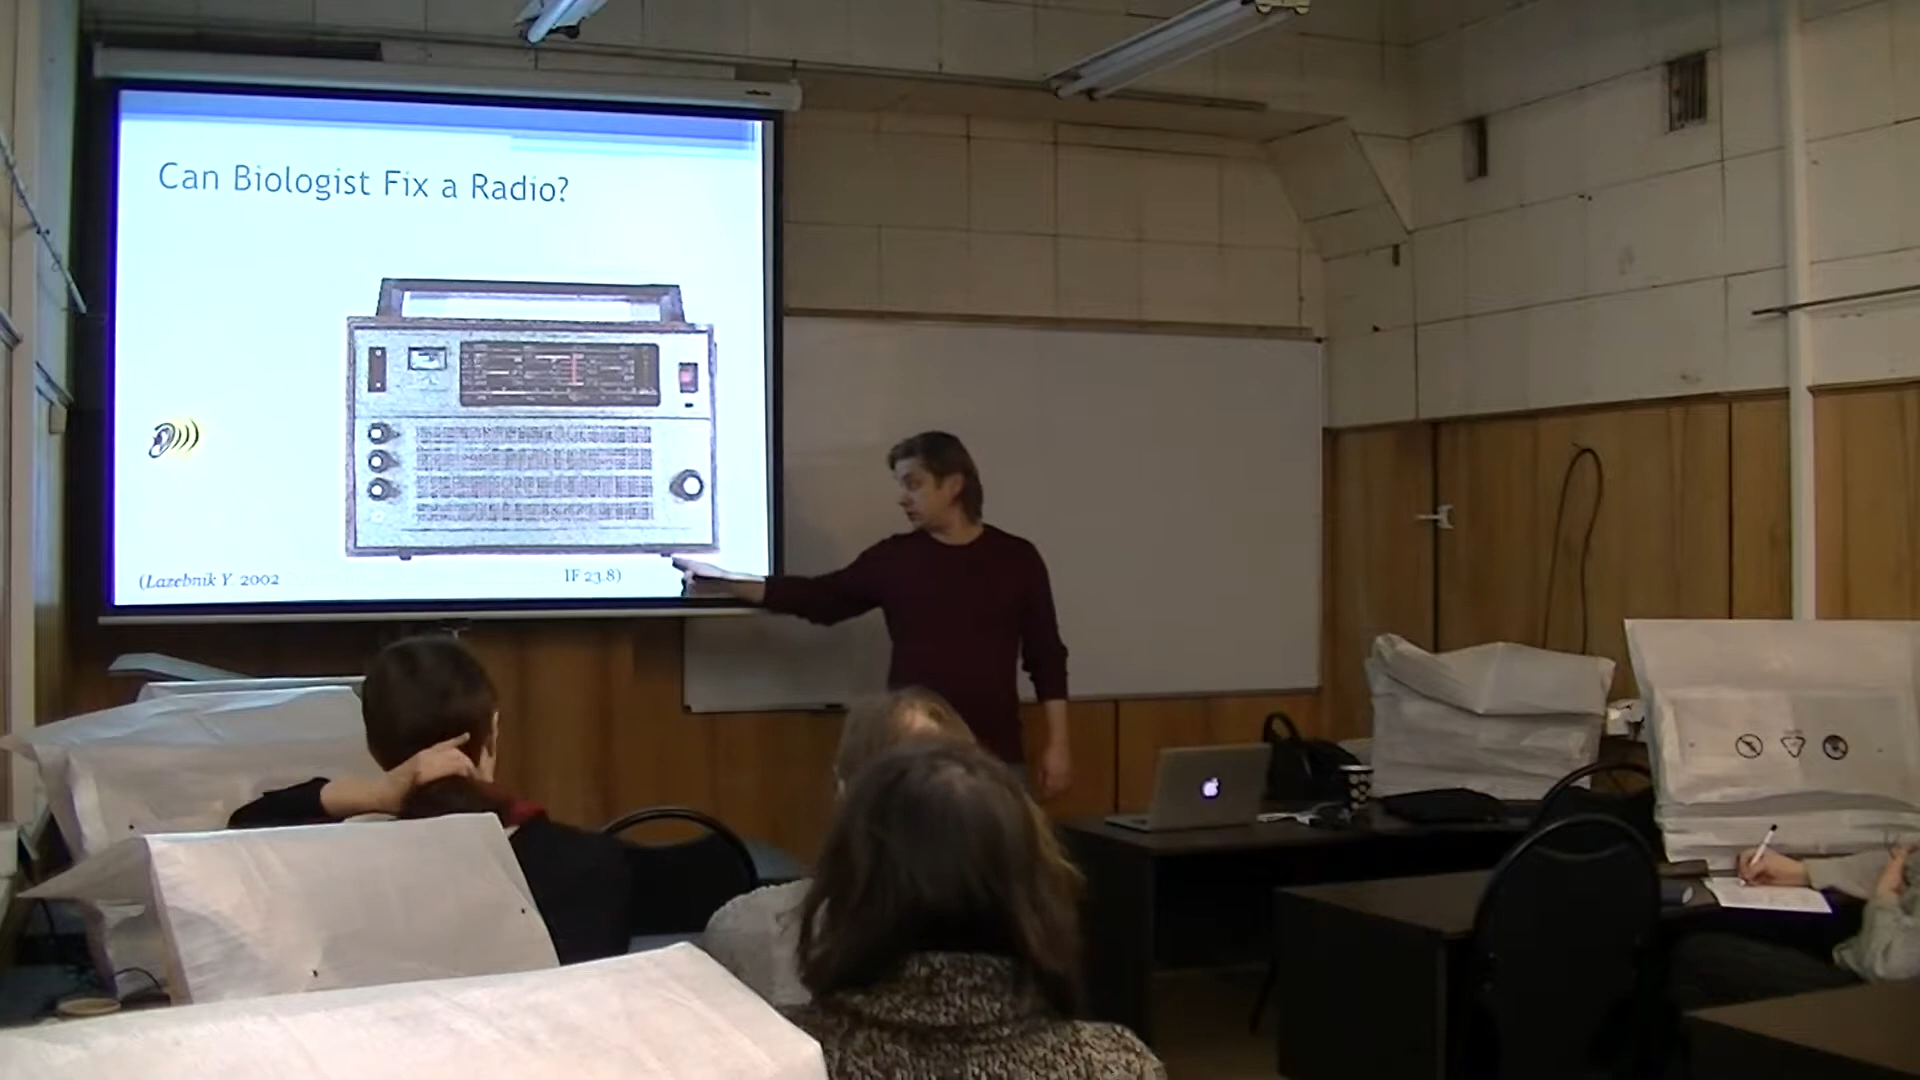 Can Biologist Fix a Radio?
(Lazebnik Y. 2002
IF 23.8)